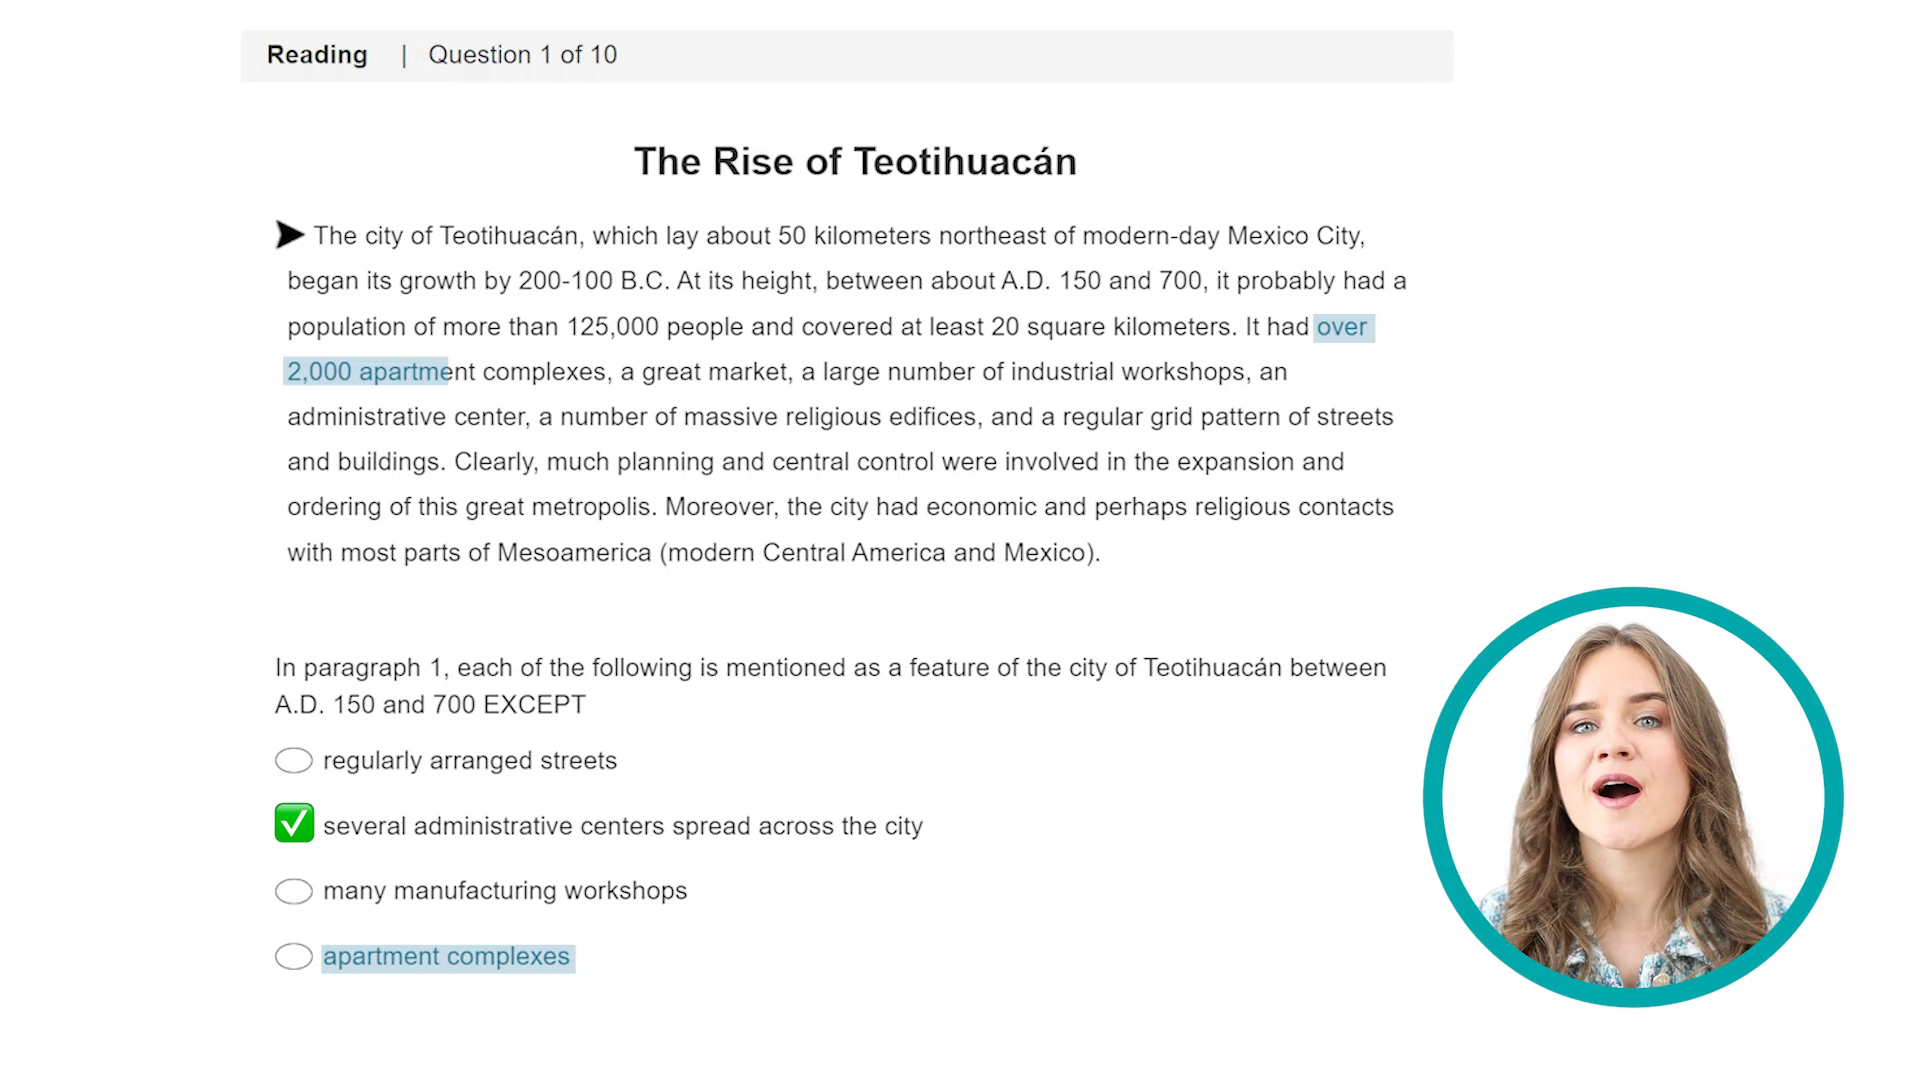 Reading | Question 1 of 10
The Rise of Teotihuacán
The city of Teotihuacán, which lay about 50 kilometers northeast of modern-day Mexico City,
began its growth by 200-100 B.C. At its height, between about A.D. 150 and 700, it probably had a
population of more than 125,000 people and covered at least 20 square kilometers. It had over
2,000 apartment complexes, a great market, a large number of industrial workshops, an
administrative center, a number of massive religious edifices, and a regular grid pattern of streets
and buildings. Clearly, much planning and central control were involved in the expansion and
ordering of this great metropolis. Moreover, the city had economic and perhaps religious contacts
with most parts of Mesoamerica (modern Central America and Mexico).
In paragraph 1, each of the following is mentioned as a feature of the city of Teotihuacán between
A.D. 150 and 700 EXCEPT
regularly arranged streets
several administrative centers spread across the city
many manufacturing workshops
apartment complexes